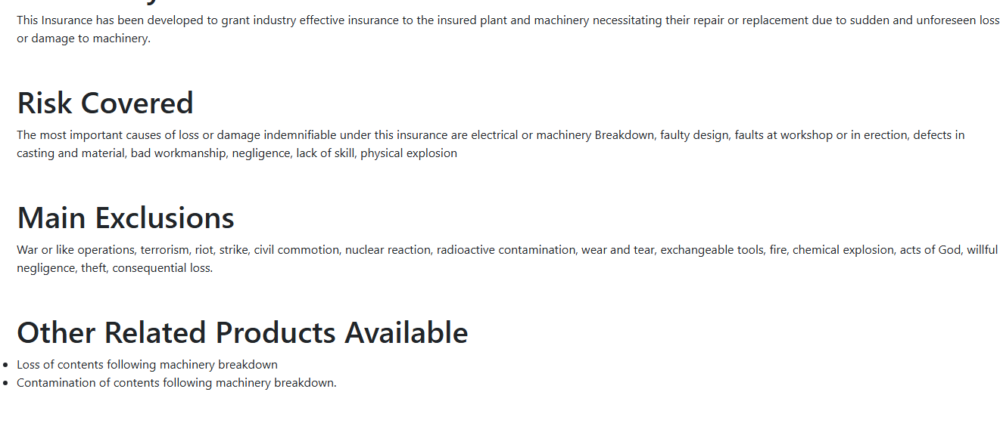 This Insurance has been developed to grant industry effective insurance to the insured plant and machinery necessitating their repair or replacement due to sudden and unforeseen loss
or damage to machinery.
Risk Covered
The most important causes of loss or damage indemnifiable under this insurance are electrical or machinery Breakdown, faulty design, faults at workshop or in erection, defects in
casting and material, bad workmanship, negligence, lack of skill, physical explosion
Main Exclusions
War or like operations, terrorism, riot, strike, civil commotion, nuclear reaction, radioactive contamination, wear and tear, exchangeable tools, fire, chemical explosion, acts of God, willful
negligence, theft, consequential loss.
Other Related Products Available
• Loss of contents following machinery breakdown
• Contamination of contents following machinery breakdown.